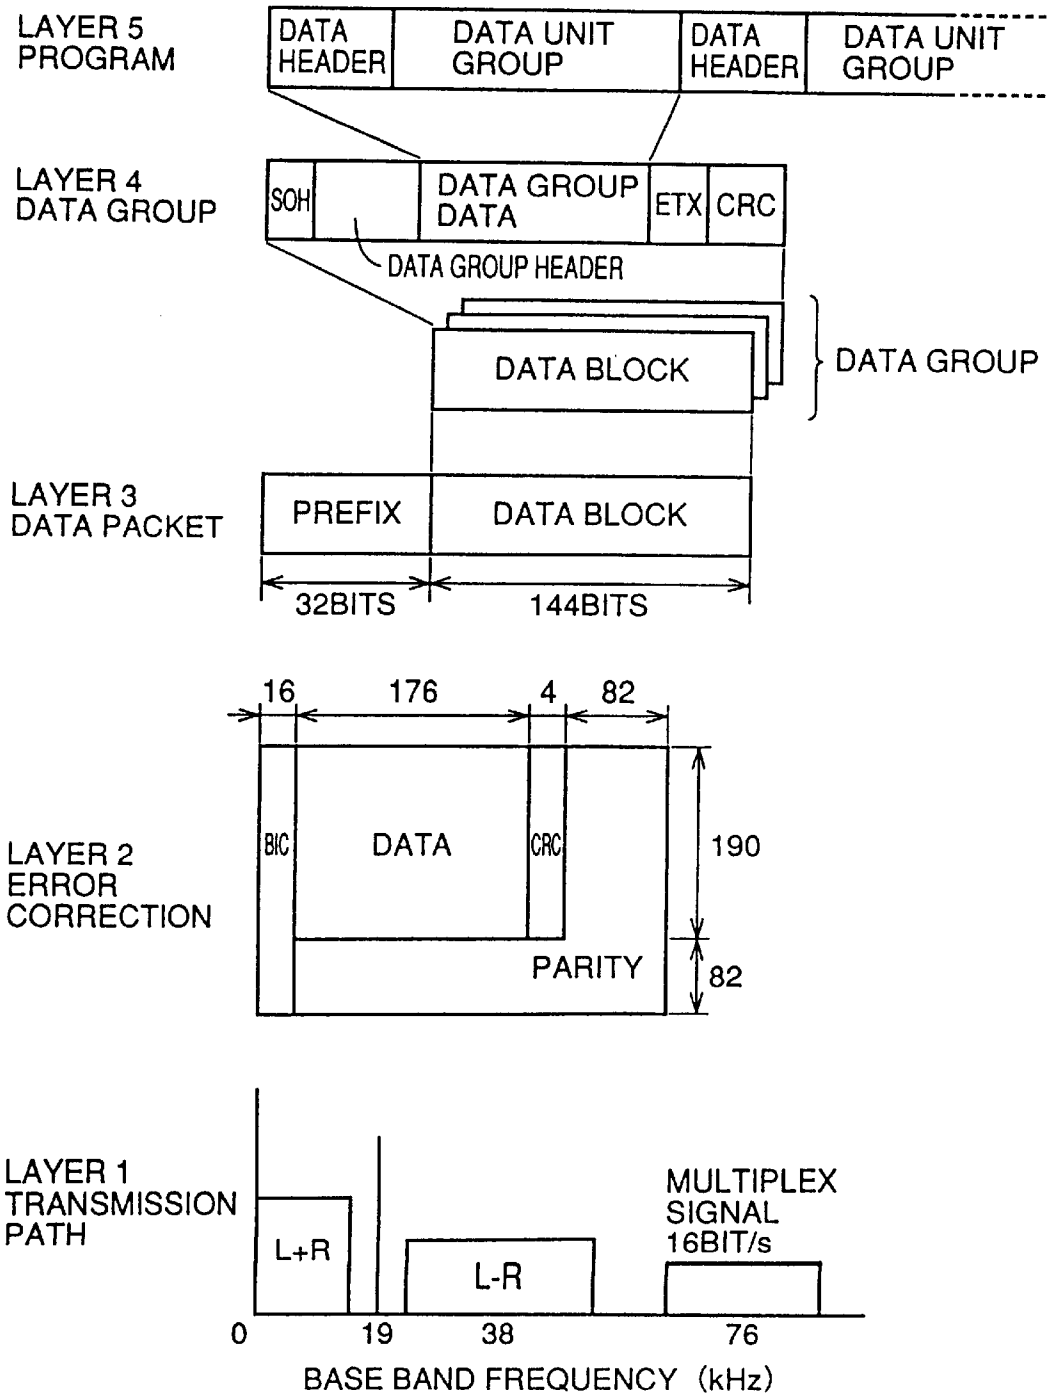 LAYER 5
PROGRAM
DATA
HEADER
DATA UNIT
GROUP
DATA
HEADER
DATA UNIT
GROUP
LAYER 4
DATA GROUP
SOH
DATA GROUP
DATA
ETX
CRC
DATA GROUP HEADER
DATA BLOCK
DATA GROUP
LAYER 3
DATA PACKET
PREFIX
DATA BLOCK
32BITS
144BITS
16
176
4
82
LAYER 2
ERROR
CORRECTION
BIC
DATA
CRC
190
PARITY
82
LAYER 1
TRANSMISSION
PATH
L+R
L-R
MULTIPLEX
SIGNAL
16BIT/s
0
19
38
76
BASE BAND FREQUENCY (kHz)